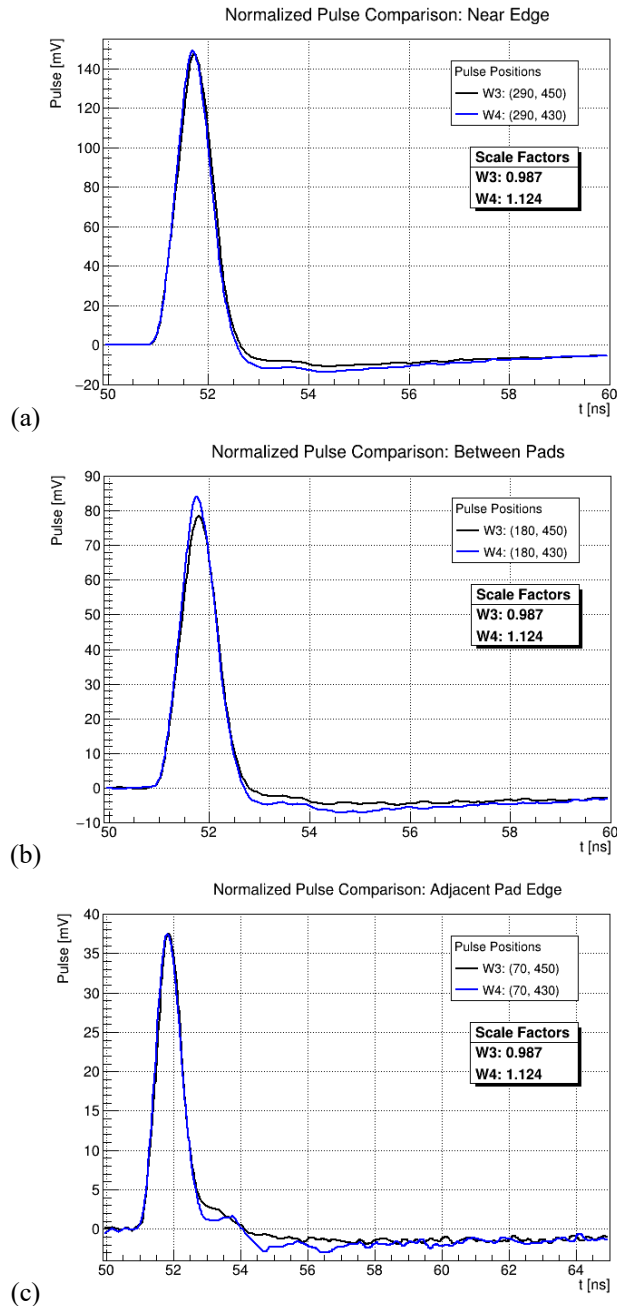 Normalized Pulse Comparison: Near Edge
Pulse [mV]
140
120
100
80
60
40
20
0
−20
50 52 54 56 58 60
t [ns]
Pulse Positions
W3: (290, 450)
W4: (290, 430)
Scale Factors
W3: 0.987
W4: 1.124
(a)
Normalized Pulse Comparison: Between Pads
Pulse [mV]
90
80
70
60
50
40
30
20
10
0
−10
50 52 54 56 58 60
t [ns]
Pulse Positions
W3: (180, 450)
W4: (180, 430)
Scale Factors
W3: 0.987
W4: 1.124
(b)
Normalized Pulse Comparison: Adjacent Pad Edge
Pulse [mV]
40
35
30
25
20
15
10
5
0
50 52 54 56 58 60 62 64
t [ns]
Pulse Positions
W3: (70, 450)
W4: (70, 430)
Scale Factors
W3: 0.987
W4: 1.124
(c)